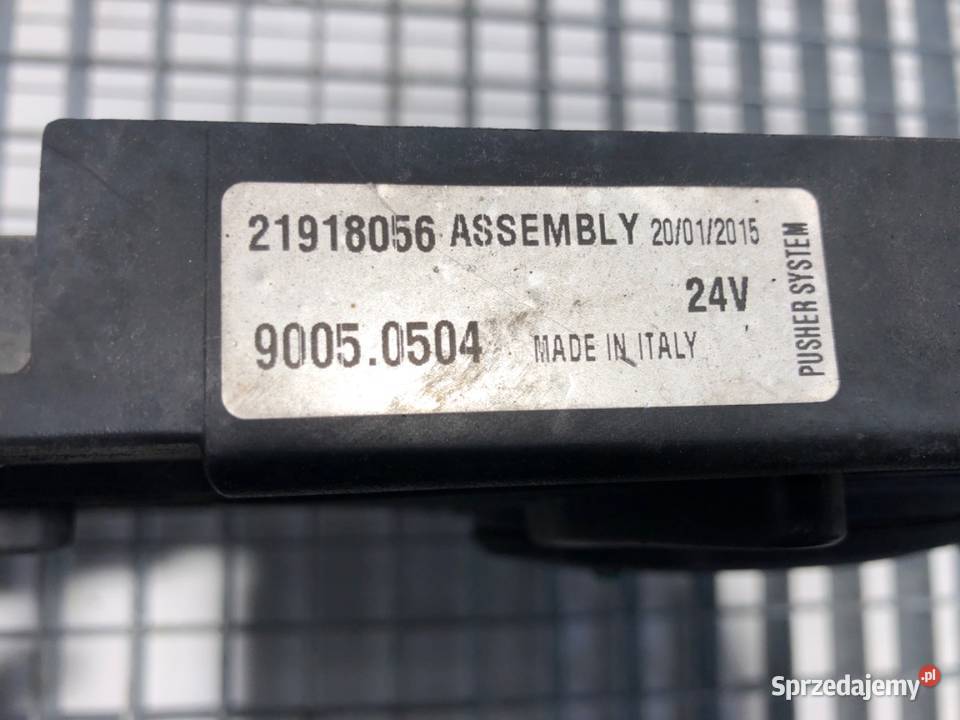 21918056 ASSEMBLY 20/01/2015
24V
9005.0504 MADE IN ITALY
PUSHER SYSTEM
Sprzedajemy.pl